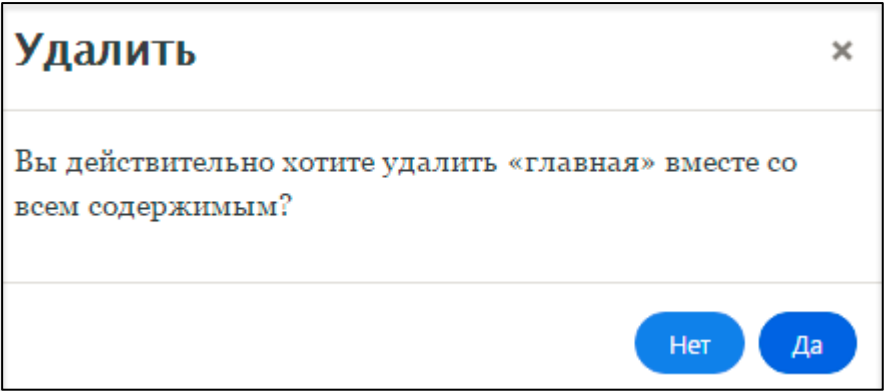 Удалить ×
Вы действительно хотите удалить «главная» вместе со
всем содержимым?
Нет Да